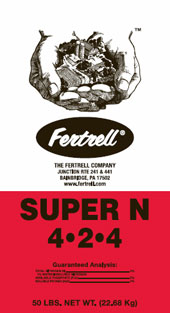 TM
Fertrell®
THE FERTRELL COMPANY
JUNCTION RTE 241 & 441
BAINBRIDGE, PA 17502
www.fertrell.com
SUPER N
4•2•4
Guaranteed Analysis:
50 LBS. NET WT. (22.68 Kg)